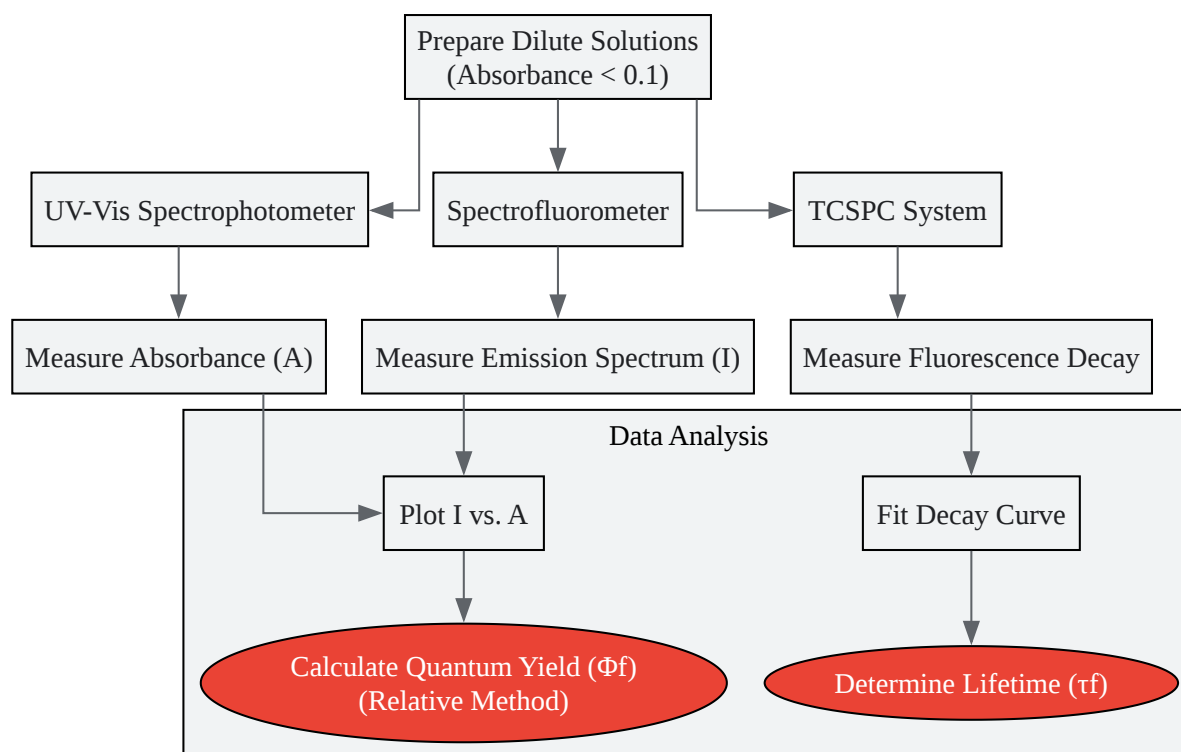 Prepare Dilute Solutions
(Absorbance < 0.1)
UV-Vis Spectrophotometer
Spectrofluorometer
TCSPC System
Measure Absorbance (A)
Measure Emission Spectrum (I)
Measure Fluorescence Decay
Data Analysis
Plot I vs. A
Fit Decay Curve
Calculate Quantum Yield (Φf)
(Relative Method)
Determine Lifetime (τf)